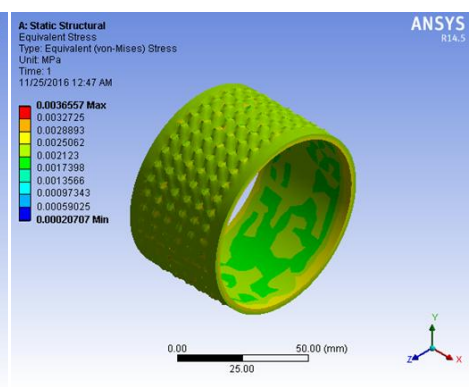 A: Static Structural
Equivalent Stress
Type: Equivalent (von-Mises) Stress
Unit: MPa
Time: 1
11/25/2016 12:47 AM
ANSYS
R14.5
0.0036557 Max
0.0032725
0.0028893
0.0025062
0.002123
0.0017398
0.0013566
0.00097343
0.00059025
0.00020707 Min
0.00
50.00 (mm)
25.00
Y
Z
X